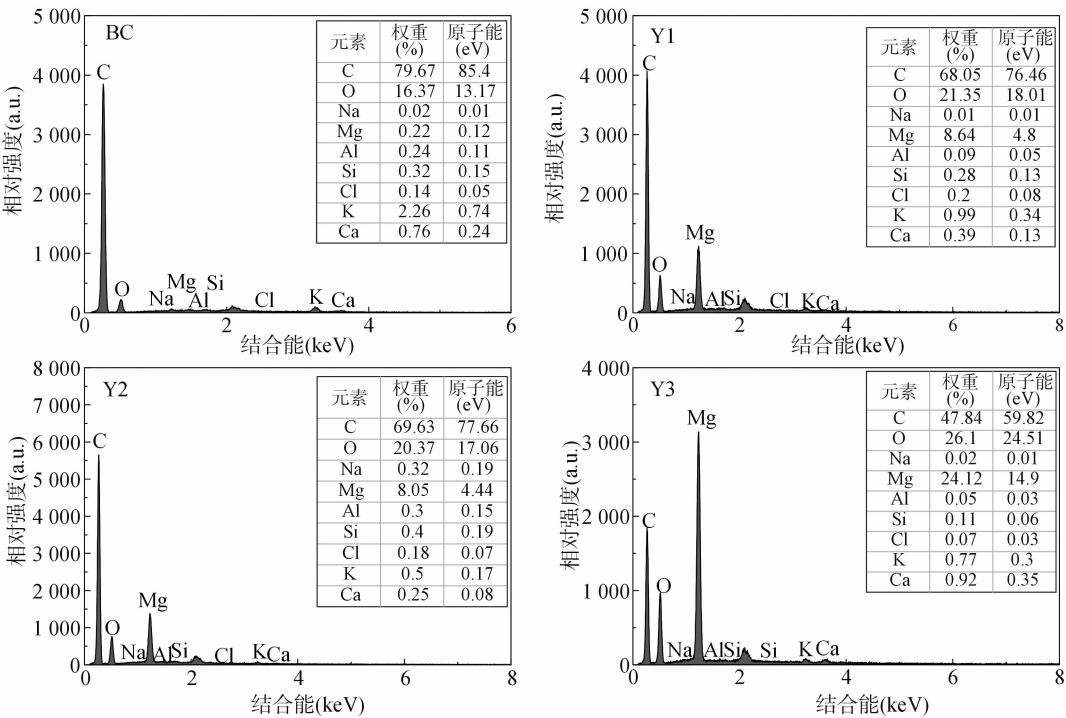 BC
元素 权重(%) 原子能(eV)
C 79.67 85.4
O 16.37 13.17
Na 0.02 0.01
Mg 0.22 0.12
Al 0.24 0.11
Si 0.32 0.15
Cl 0.14 0.05
K 2.26 0.74
Ca 0.76 0.24
相对强度(a.u.)
5 000
4 000
3 000
2 000
1 000
0
C
O
Na
Mg
Al
Si
Cl
K
Ca
0 2 4 6
结合能(keV)
Y1
元素 权重(%) 原子能(eV)
C 68.05 76.46
O 21.35 18.01
Na 0.01 0.01
Mg 8.64 4.8
Al 0.09 0.05
Si 0.28 0.13
Cl 0.2 0.08
K 0.99 0.34
Ca 0.39 0.13
相对强度(a.u.)
5 000
4 000
3 000
2 000
1 000
0
C
O
Mg
Na
Al
Si
Cl
K
Ca
0 2 4 6 8
结合能(keV)
Y2
元素 权重(%) 原子能(eV)
C 69.63 77.66
O 20.37 17.06
Na 0.32 0.19
Mg 8.05 4.44
Al 0.3 0.15
Si 0.4 0.19
Cl 0.18 0.07
K 0.5 0.17
Ca 0.25 0.08
相对强度(a.u.)
8 000
7 000
6 000
5 000
4 000
3 000
2 000
1 000
0
C
O
Mg
Na
Al
Si
Cl
K
Ca
0 2 4 6 8
结合能(keV)
Y3
元素 权重(%) 原子能(eV)
C 47.84 59.82
O 26.1 24.51
Na 0.02 0.01
Mg 24.12 14.9
Al 0.05 0.03
Si 0.11 0.06
Cl 0.07 0.03
K 0.77 0.3
Ca 0.92 0.35
相对强度(a.u.)
4 000
3 000
2 000
1 000
0
C
O
Mg
Na
Al
Si
Si
K
Ca
0 2 4 6 8
结合能(keV)